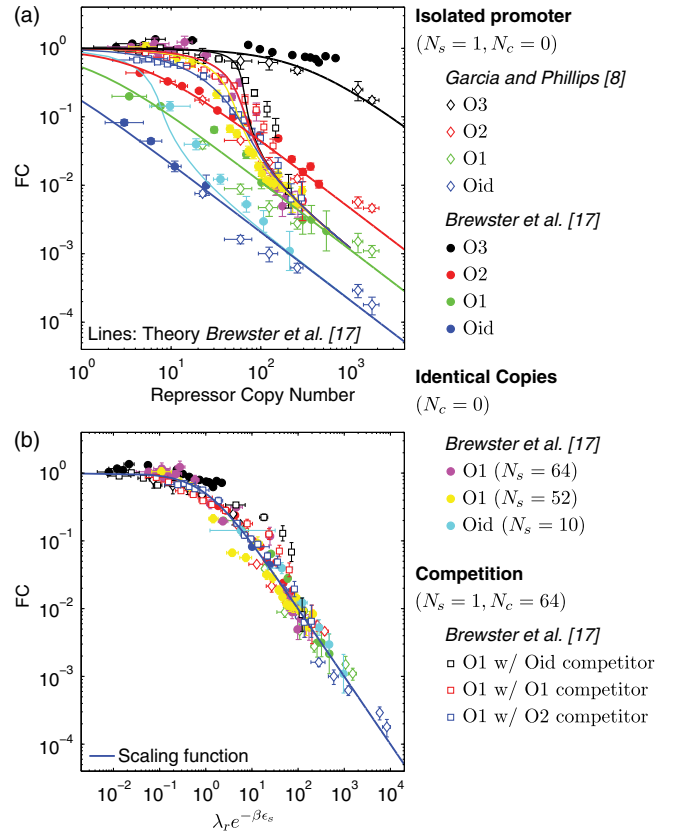 (a)
10^0
10^{-1}
10^{-2}
10^{-3}
10^{-4}
FC
Lines: Theory Brewster et al. [17]
10^0 10^1 10^2 10^3
Repressor Copy Number
(b)
10^0
10^{-1}
10^{-2}
10^{-3}
10^{-4}
FC
Scaling function
10^{-2} 10^{-1} 10^0 10^1 10^2 10^3 10^4
λ_r e^{-βϵ_s}
Isolated promoter
(N_s = 1, N_c = 0)
Garcia and Phillips [8]
O3
O2
O1
Oid
Brewster et al. [17]
O3
O2
O1
Oid
Identical Copies
(N_c = 0)
Brewster et al. [17]
O1 (N_s = 64)
O1 (N_s = 52)
Oid (N_s = 10)
Competition
(N_s = 1, N_c = 64)
Brewster et al. [17]
O1 w/ Oid competitor
O1 w/ O1 competitor
O1 w/ O2 competitor